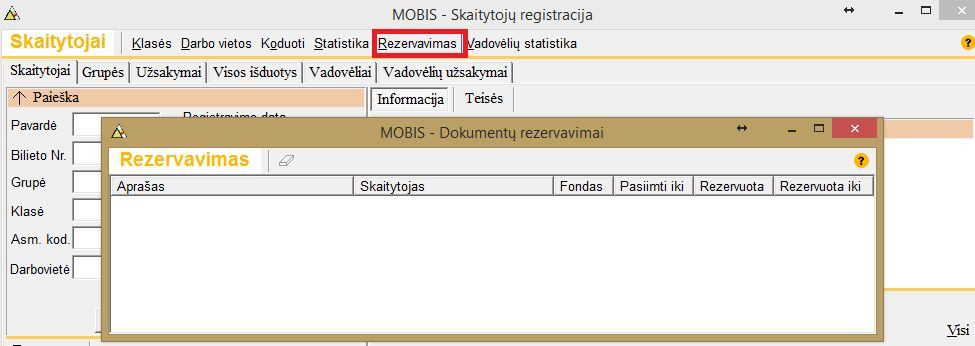 MOBIS - Skaitytojų registracija
Skaitytojai Klasės Darbo vietos Koduoti Statistika Rezervavimas Vadovėlių statistika ?
Skaitytojai Grupės Užsakymai Visos išduotys Vadovėliai Vadovėlių užsakymai
Paieška Informacija Teisės
Pavardė Registravimo data
MOBIS - Dokumentų rezervavimai
Bilieto Nr. Rezervavimas ?
Grupė Aprašas Skaitytojas Fondas Pasiimti iki Rezervuota Rezervuota iki
Klasė
Asm. kod.
Darbovietė
Visi